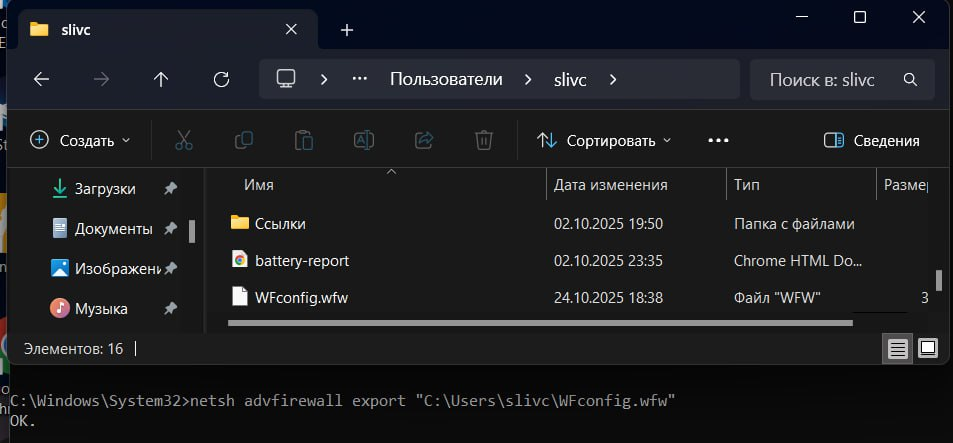 slivc
Пользователи
slivc
Поиск в: slivc
Создать
Сортировать
Сведения
Имя
Дата изменения
Тип
Загрузки
Ссылки
02.10.2025 19:50
Папка с файлами
Документы
battery-report
02.10.2025 23:35
Chrome HTML Do...
Изображени
WFconfig.wfw
24.10.2025 18:38
Файл "WFW"
3
Музыка
Элементов: 16
C:\Windows\System32>netsh advfirewall export "C:\Users\slivc\WFconfig.wfw"
OK.